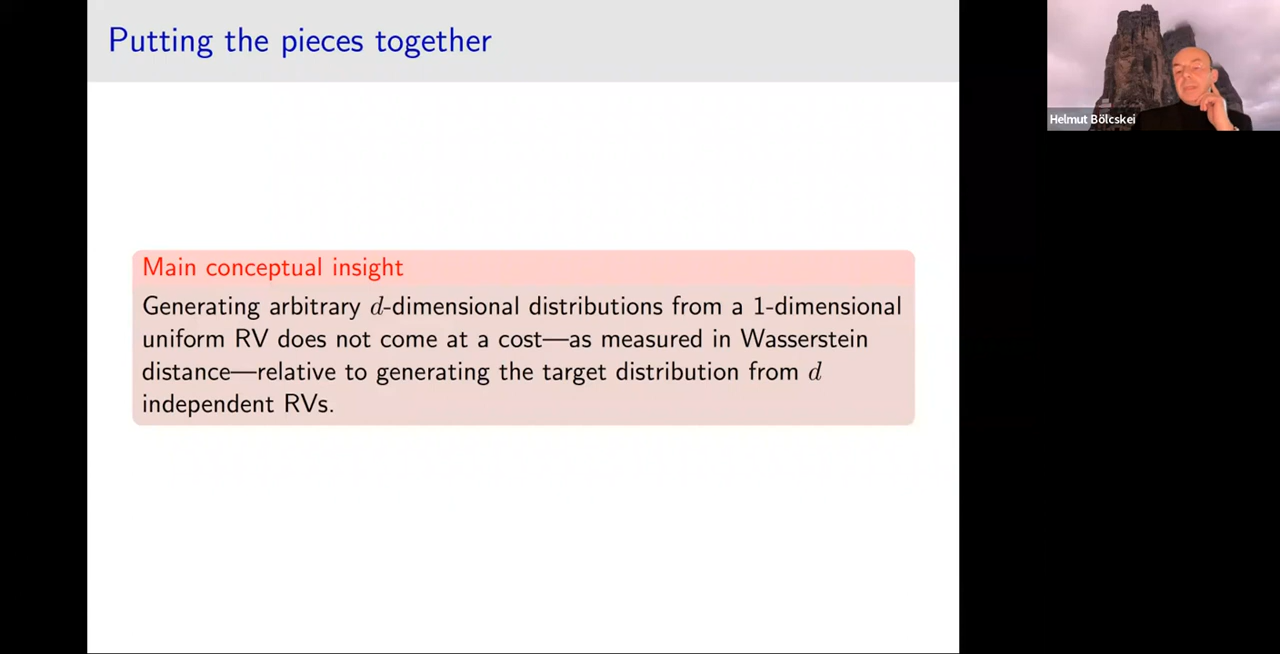 Putting the pieces together
Helmut Bölcskei
Main conceptual insight
Generating arbitrary d-dimensional distributions from a 1-dimensional
uniform RV does not come at a cost—as measured in Wasserstein
distance—relative to generating the target distribution from d
independent RVs.